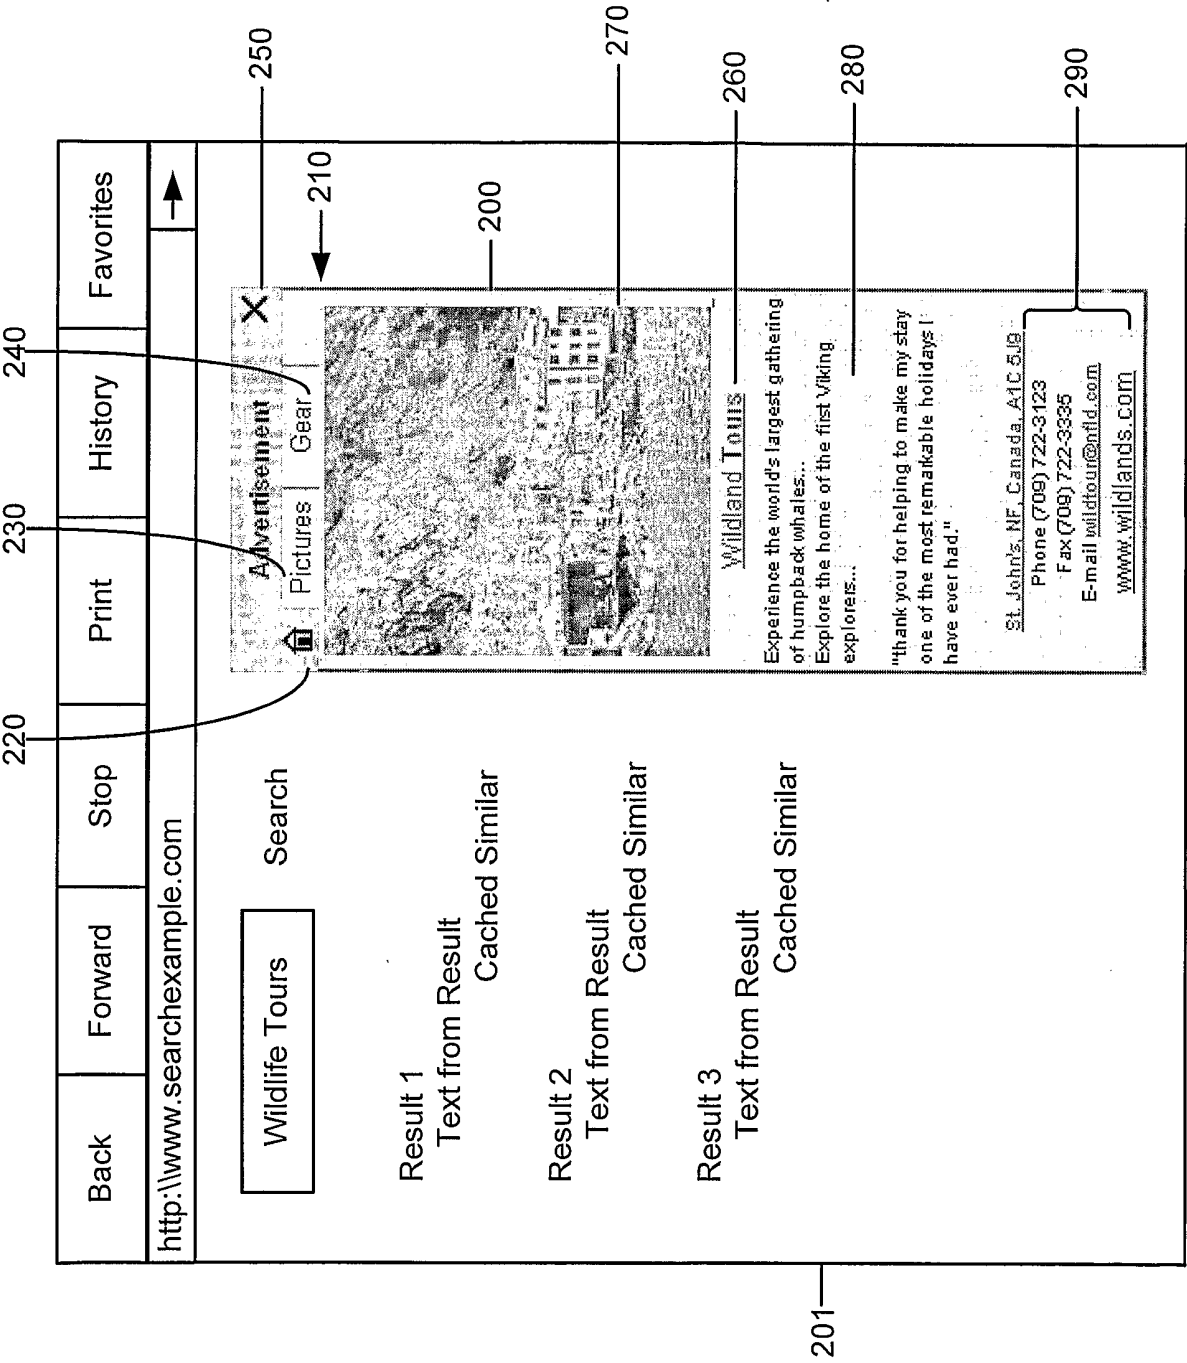 220
230
240
Back
Forward
Stop
Print
History
Favorites
http:\\www.searchexample.com
250
Wildlife Tours
Search
Advertisement
X
Pictures
Gear
210
200
Result 1
Text from Result
Cached Similar
Result 2
Text from Result
Cached Similar
Result 3
Text from Result
Cached Similar
270
Wildland Tours
260
Experience the world's largest gathering
of humpback whales...
Explore the home of the first Viking
explorers...
280
"thank you for helping to make my stay
one of the most remarkable holidays I
have ever had."
St. John's, NF, Canada, A1C 5J9
Phone (709) 722-3123
Fax (709) 722-3335
E-mail wildtour@nfld.com
www.wildlands.com
290
201